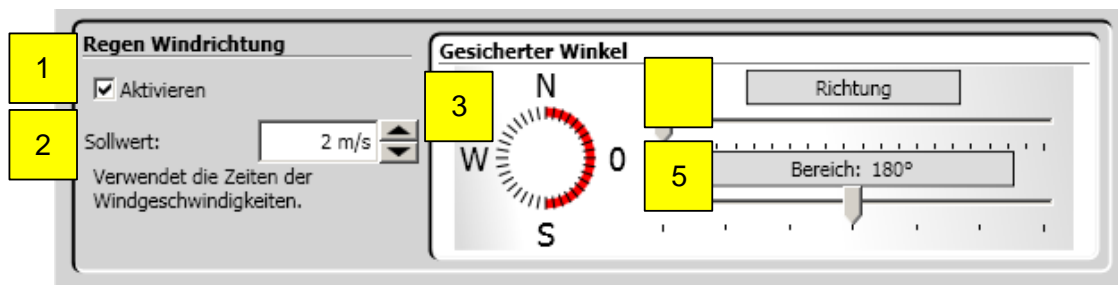 1
Regen Windrichtung
Aktivieren
2
Sollwert:
2 m/s
Verwendet die Zeiten der
Windgeschwindigkeiten.
Gesicherter Winkel
3
N
W
0
S
Richtung
5
Bereich: 180°